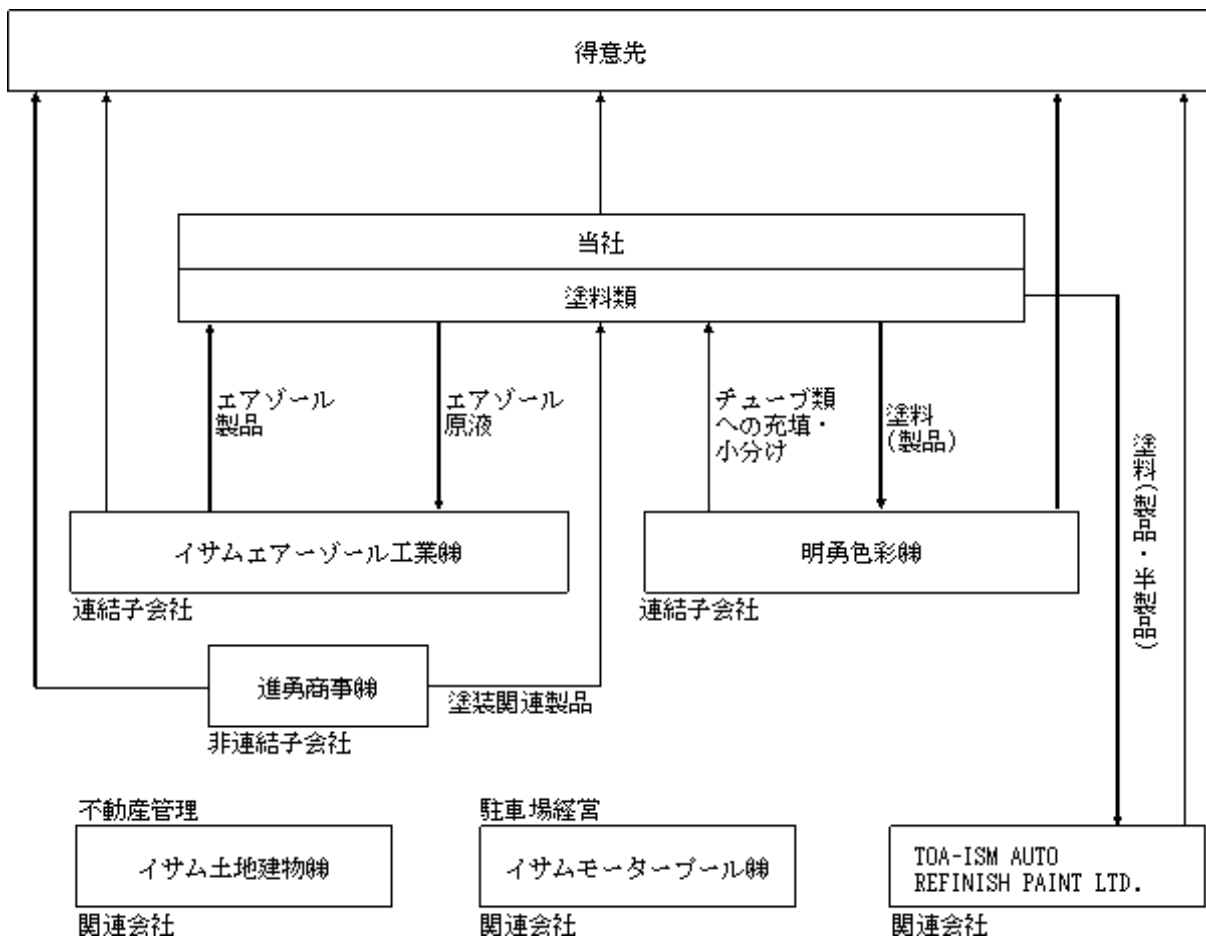 得意先
当社
塗料類
エアゾール
製品
エアゾール
原液
チューブ類
への充填・
小分け
塗料
(製品)
塗料(製品・半製品)
イサムエアーゾール工業㈱
連結子会社
明勇色彩㈱
連結子会社
進勇商事㈱
非連結子会社
塗装関連製品
不動産管理
イサム土地建物㈱
関連会社
駐車場経営
イサムモータープール㈱
関連会社
TOA-ISM AUTO
REFINISH PAINT LTD.
関連会社